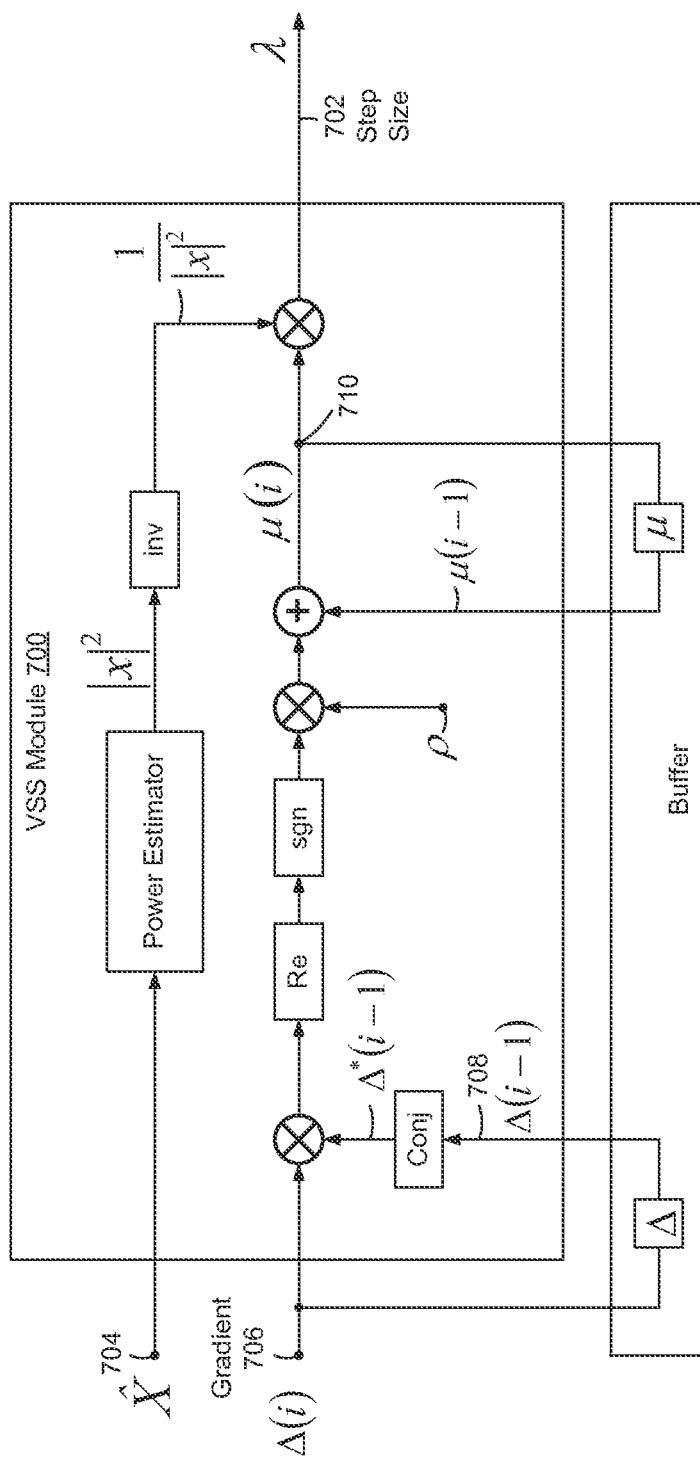 VSS Module 700
X̂
704
Power Estimator
|x|²
inv
1/|x|²
Gradient
706
Δ(i)
Re
sgn
ρ
+
μ(i)
710
λ
702
Step
Size
Δ*(i−1)
Conj
708
Δ(i−1)
μ(i−1)
Δ
μ
Buffer